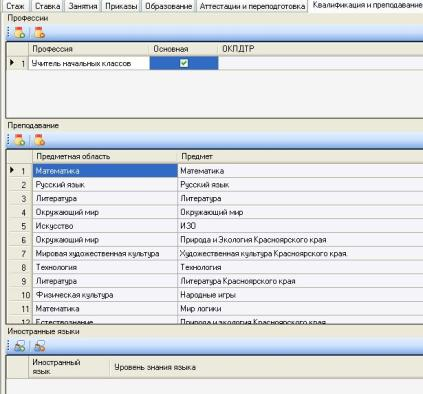 Стаж Ставка Занятия Приказы Образование Аттестации и переподготовка Квалификация и преподавание
Профессии
Профессия Основная ОКПДТР
1 Учитель начальных классов
Преподавание
Предметная область Предмет
1 Математика Математика
2 Русский язык Русский язык
3 Литература Литература
4 Окружающий мир Окружающий мир
5 Искусство ИЗО
6 Окружающий мир Природа и Экология Красноярского края
7 Мировая художественная культура Художественная культура Красноярского края.
8 Технология Технология
9 Литература Литература Красноярского края
10 Физическая культура Народные игры
11 Математика Мир логики
12 Естествознание Природа и экология Красноярского края
Иностранные языки
Иностранный
язык
Уровень знания языка